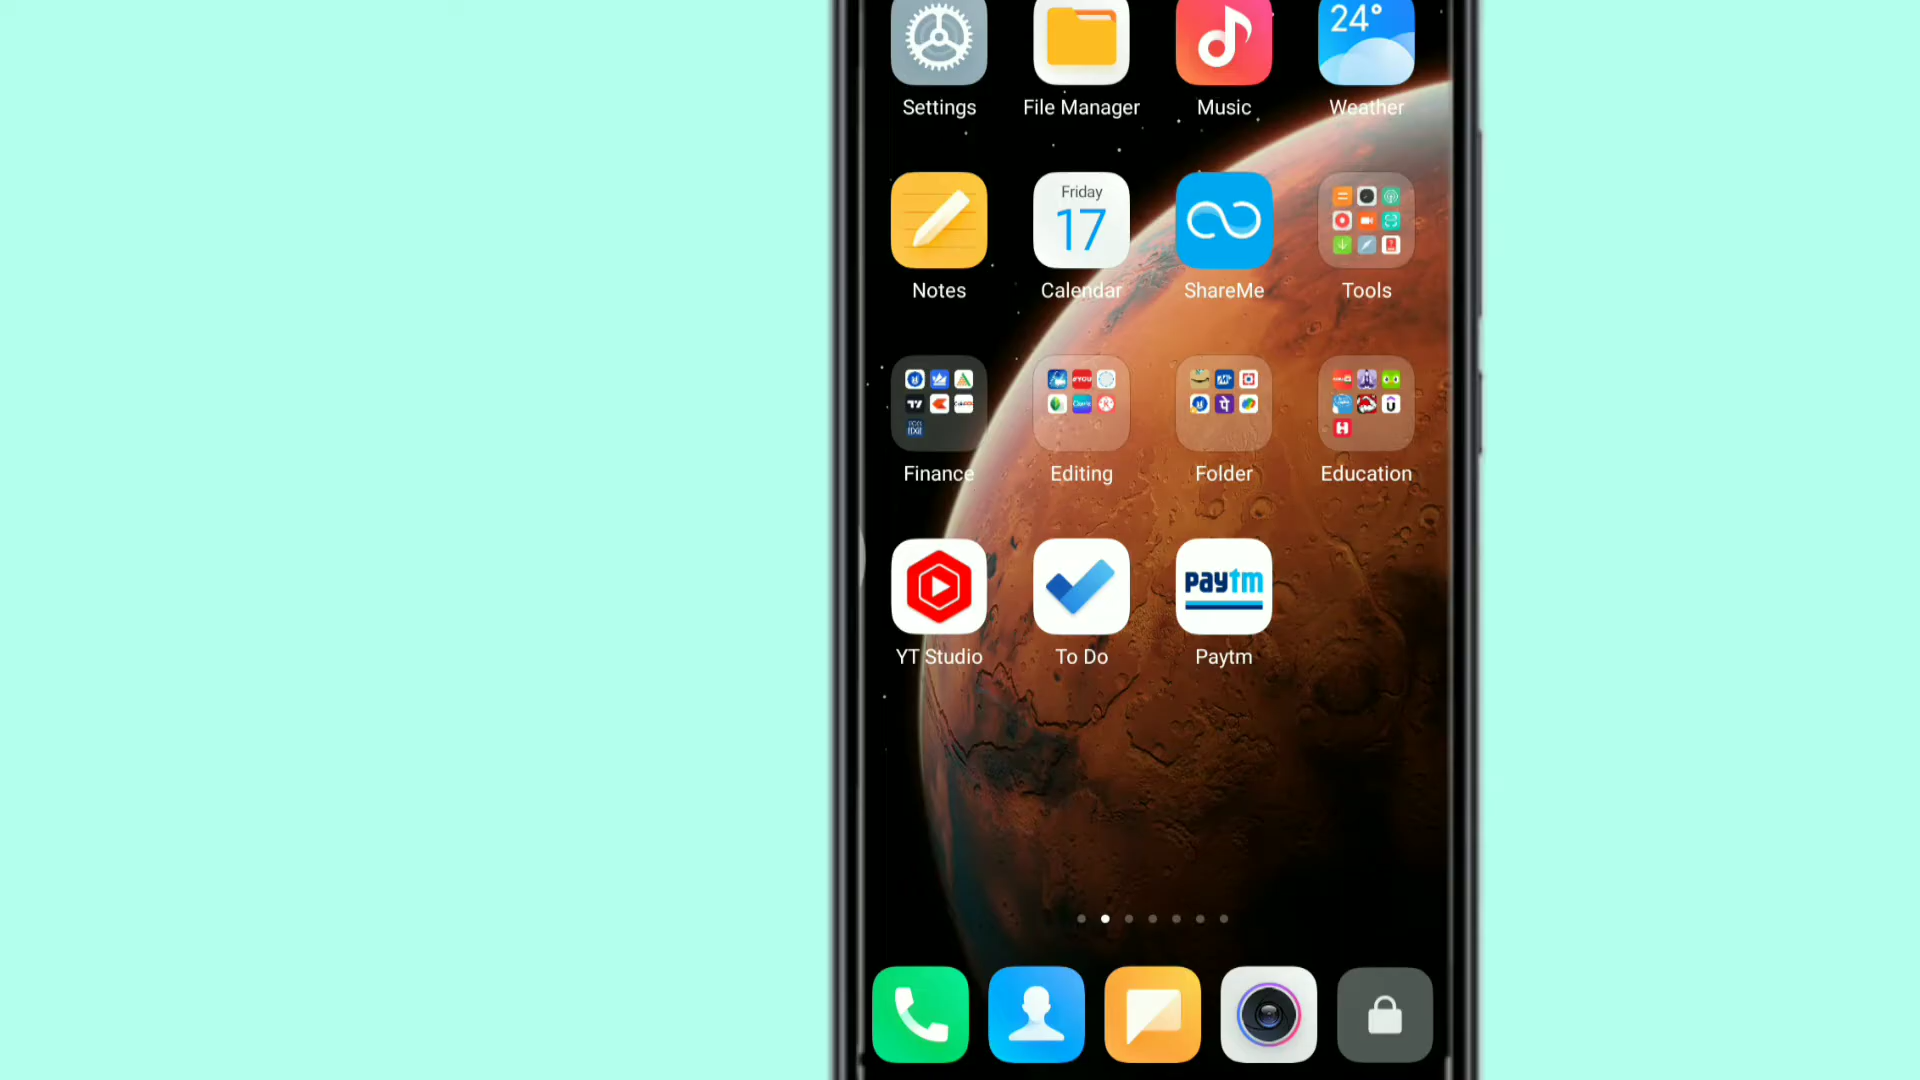 24°
Settings
File Manager
Music
Weather
Friday
17
Notes
Calendar
ShareMe
Tools
Finance
Editing
Folder
Education
paytm
YT Studio
To Do
Paytm